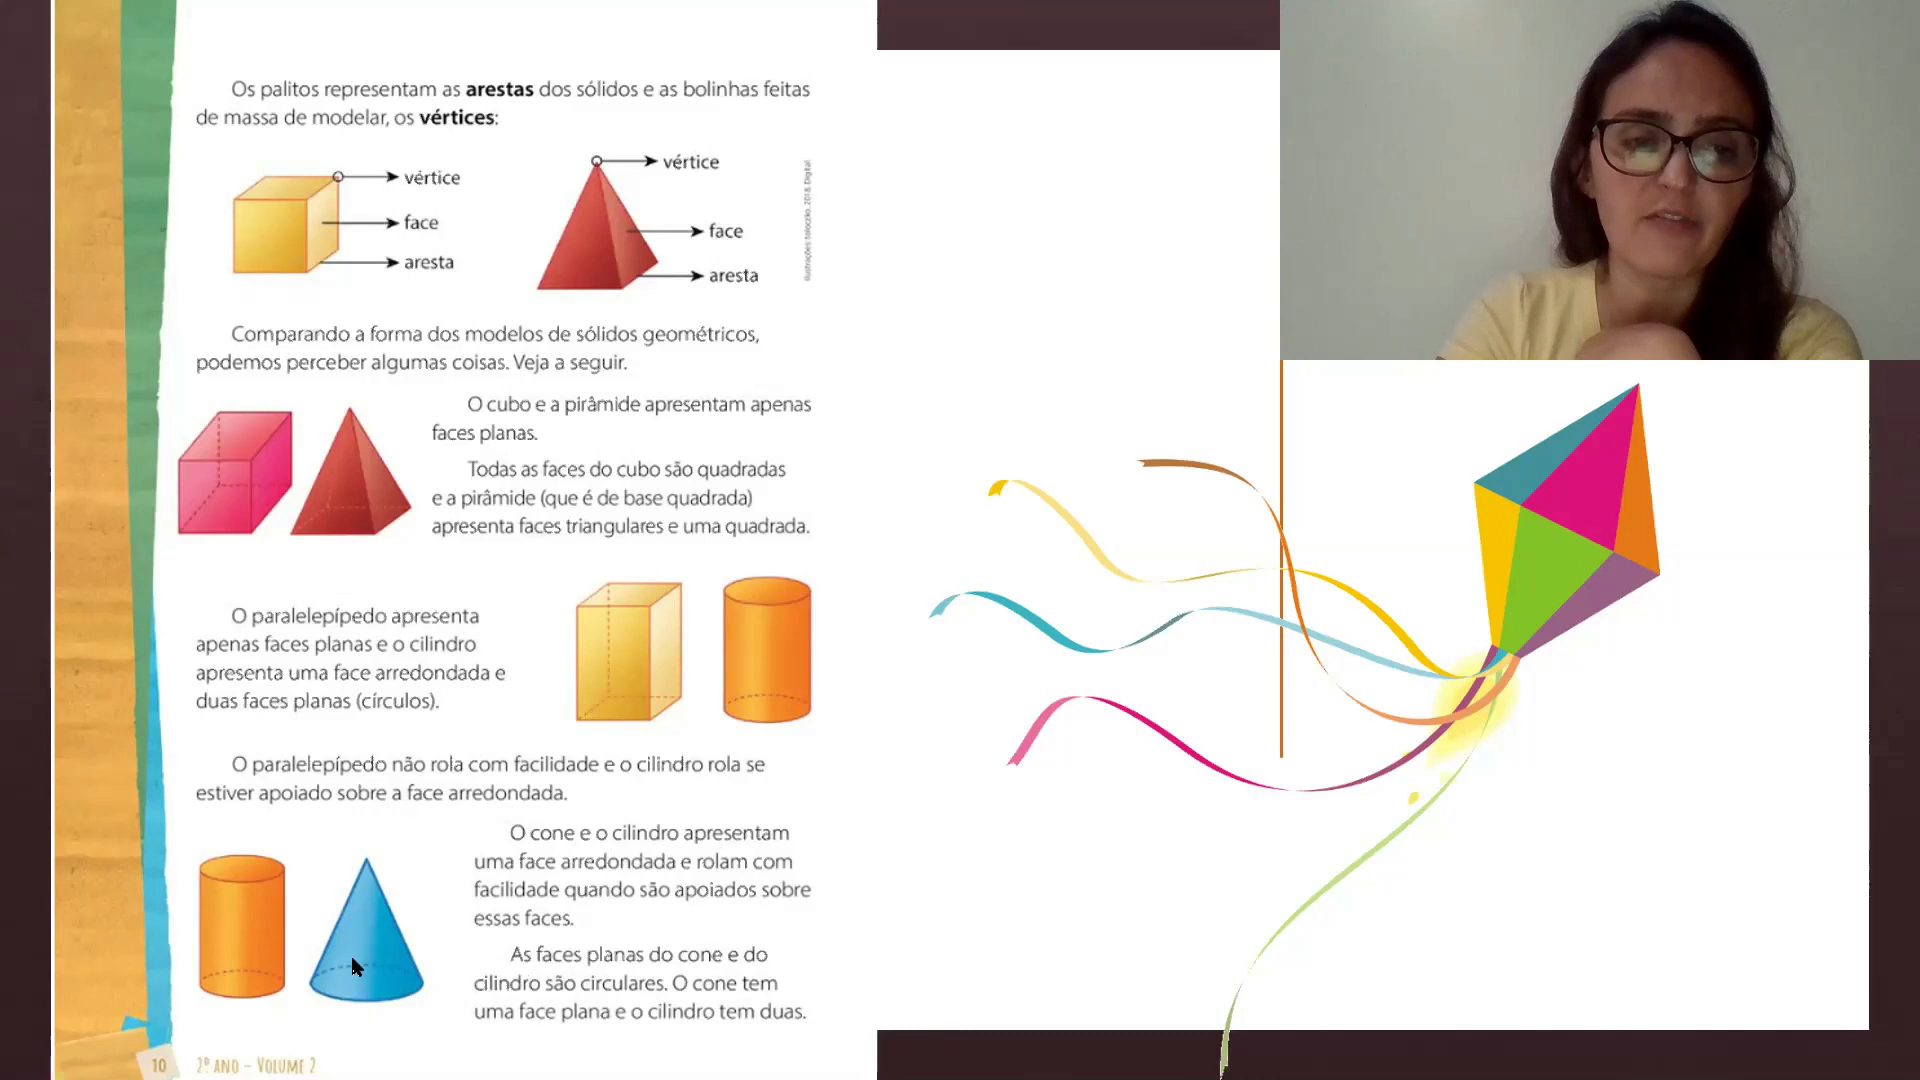 Os palitos representam as arestas dos sólidos e as bolinhas feitas
de massa de modelar, os vértices:
vértice
face
aresta
vértice
face
aresta
Ilustrações: toloczko. 2018. Digital.
Comparando a forma dos modelos de sólidos geométricos,
podemos perceber algumas coisas. Veja a seguir.
O cubo e a pirâmide apresentam apenas
faces planas.
Todas as faces do cubo são quadradas
e a pirâmide (que é de base quadrada)
apresenta faces triangulares e uma quadrada.
O paralelepípedo apresenta
apenas faces planas e o cilindro
apresenta uma face arredondada e
duas faces planas (círculos).
O paralelepípedo não rola com facilidade e o cilindro rola se
estiver apoiado sobre a face arredondada.
O cone e o cilindro apresentam
uma face arredondada e rolam com
facilidade quando são apoiados sobre
essas faces.
As faces planas do cone e do
cilindro são circulares. O cone tem
uma face plana e o cilindro tem duas.
10 2º ANO – VOLUME 2